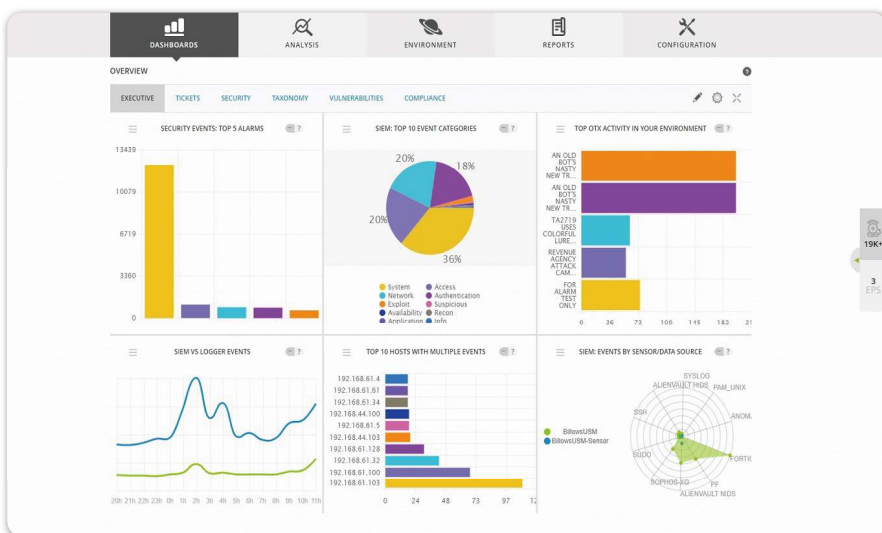 DASHBOARDS
ANALYSIS
ENVIRONMENT
REPORTS
CONFIGURATION
OVERVIEW
EXECUTIVE
TICKETS
SECURITY
TAXONOMY
VULNERABILITIES
COMPLIANCE
SECURITY EVENTS: TOP 5 ALARMS
?
13439
10079
6719
3360
0
SIEM: TOP 10 EVENT CATEGORIES
?
20%
18%
20%
36%
System
Access
Network
Authentication
Exploit
Suspicious
Availability
Recon
Application
Info
TOP OTX ACTIVITY IN YOUR ENVIRONMENT
?
AN OLD
BOT'S
NASTY
NEW TR...
AN OLD
BOT'S
NASTY
NEW TR...
TA2719
USES
COLORFUL
LURE...
REVENUE
AGENCY
ATTACK
CAM...
FOR
ALARM
TEST
ONLY
0 36 73 109 145 182 21
19K+
3
EPS
SIEM VS LOGGER EVENTS
?
20h 21h 22h 23h 0h 1h 2h 3h 4h 5h 6h 7h 8h 9h 10h 11h
TOP 10 HOSTS WITH MULTIPLE EVENTS
?
192.168.61.4
192.168.61.61
192.168.61.34
192.168.44.100
192.168.61.5
192.168.44.103
192.168.61.128
192.168.61.32
192.168.61.100
192.168.61.103
0 24 48 73 97 12
SIEM: EVENTS BY SENSOR/DATA SOURCE
?
BillowsUSM
BillowsUSM-Sensor
SYSLOG
ALIENVAULT HIDS
PAM_UNIX
SSH
ANOM
SUDO
FORTI
SOPHOS-XG
PF
ALIENVAULT NIDS